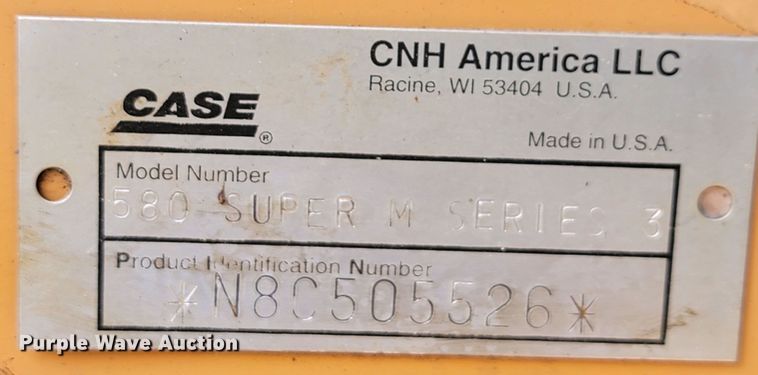 CNH America LLC
Racine, WI 53404 U.S.A.
CASE®
Made in U.S.A.
Model Number
580 SUPER M SERIES 3
Product Identification Number
*N8C505526*
Purple Wave Auction